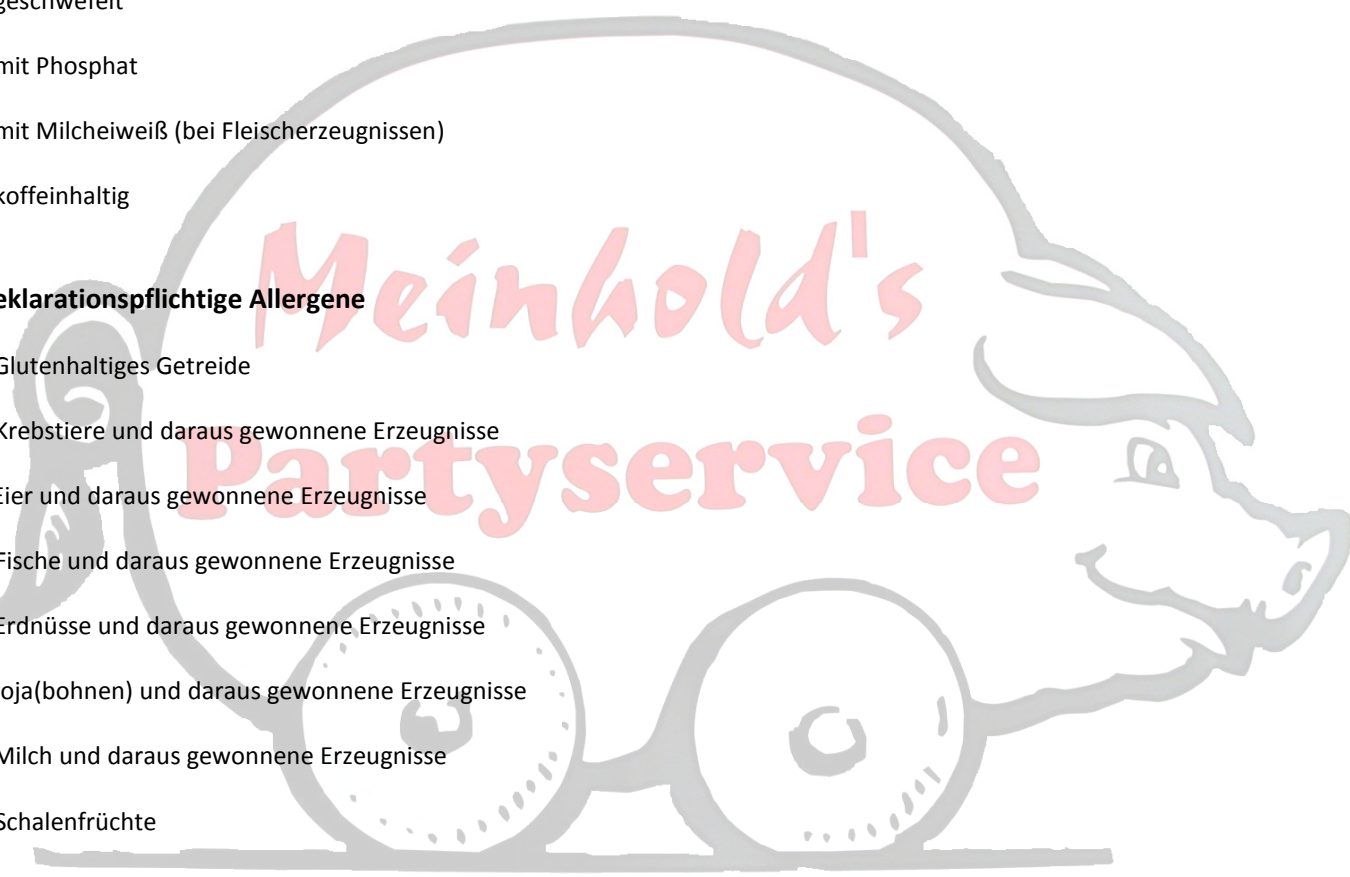 geschwefelt
mit Phosphat
mit Milcheiweiß (bei Fleischerzeugnissen)
koffeinhaltig
eklarationspflichtige Allergene
Glutenhaltiges Getreide
Krebstiere und daraus gewonnene Erzeugnisse
Eier und daraus gewonnene Erzeugnisse
Fische und daraus gewonnene Erzeugnisse
Erdnüsse und daraus gewonnene Erzeugnisse
oja(bohnen) und daraus gewonnene Erzeugnisse
Milch und daraus gewonnene Erzeugnisse
Schalenfrüchte
Meinhold's
Partyservice